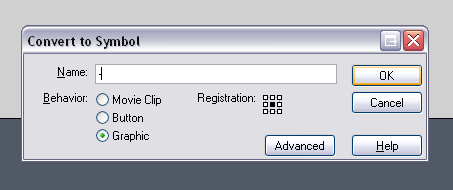 Convert to Symbol
Name: -
OK
Behavior: Movie Clip Registration: Cancel
Button
Graphic
Advanced Help